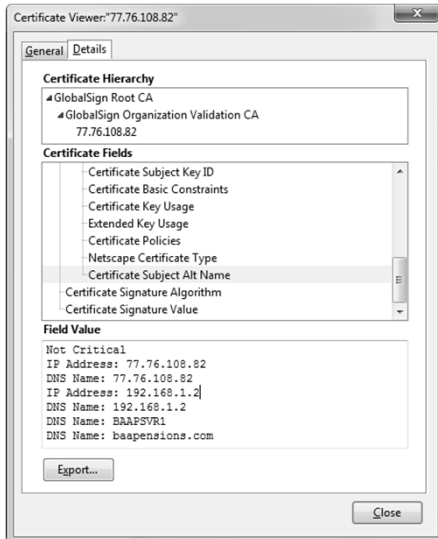 Certificate Viewer:"77.76.108.82"
General Details
Certificate Hierarchy
GlobalSign Root CA
GlobalSign Organization Validation CA
77.76.108.82
Certificate Fields
Certificate Subject Key ID
Certificate Basic Constraints
Certificate Key Usage
Extended Key Usage
Certificate Policies
Netscape Certificate Type
Certificate Subject Alt Name
Certificate Signature Algorithm
Certificate Signature Value
Field Value
Not Critical
IP Address: 77.76.108.82
DNS Name: 77.76.108.82
IP Address: 192.168.1.2
DNS Name: 192.168.1.2
DNS Name: BAAPSVR1
DNS Name: baapensions.com
Export...
Close